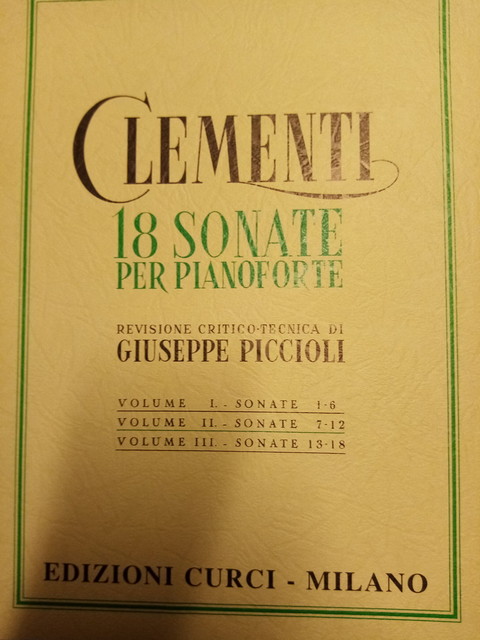 CLEMENTI
18 SONATE
PER PIANOFORTE
REVISIONE CRITICO-TECNICA DI
GIUSEPPE PICCIOLI
VOLUME I. - SONATE 1-6
VOLUME II. - SONATE 7-12
VOLUME III. - SONATE 13-18
EDIZIONI CURCI - MILANO